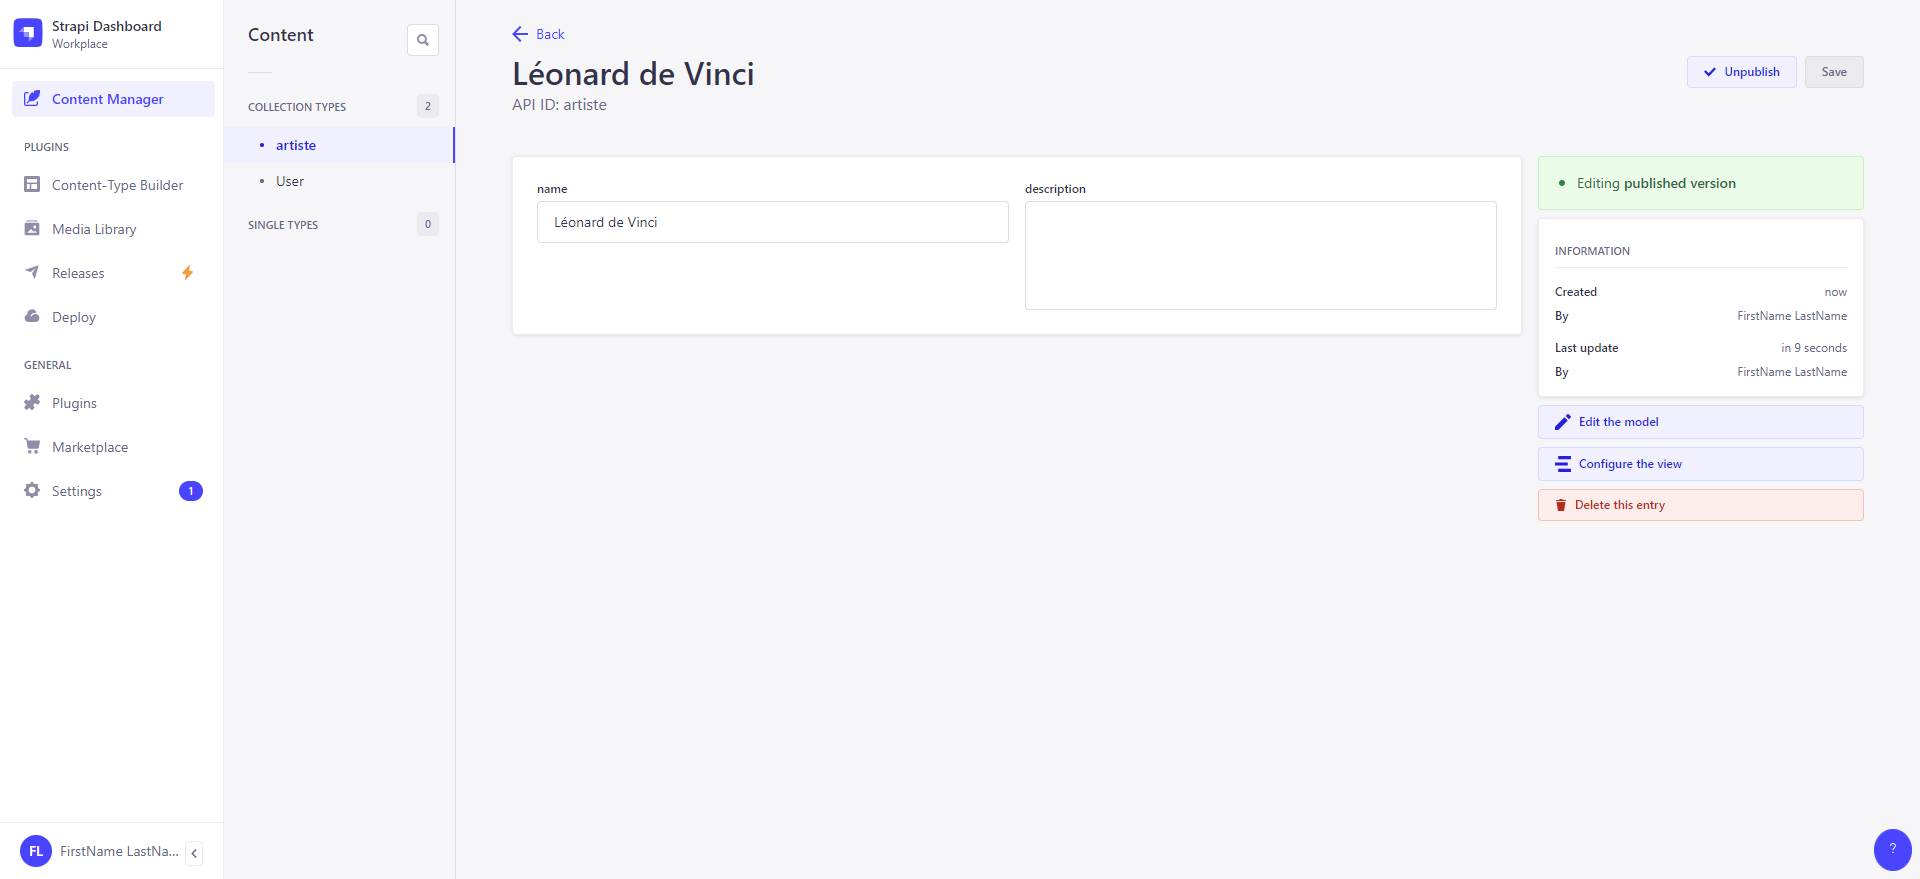 Strapi Dashboard
Workplace
Content Manager
PLUGINS
Content-Type Builder
Media Library
Releases
Deploy
GENERAL
Plugins
Marketplace
Settings
1
FL
FirstName LastNa...
Content
COLLECTION TYPES
2
artiste
User
SINGLE TYPES
0
Back
Léonard de Vinci
API ID: artiste
Unpublish
Save
name
Léonard de Vinci
description
Editing published version
INFORMATION
Created now
By FirstName LastName
Last update in 9 seconds
By FirstName LastName
Edit the model
Configure the view
Delete this entry
?